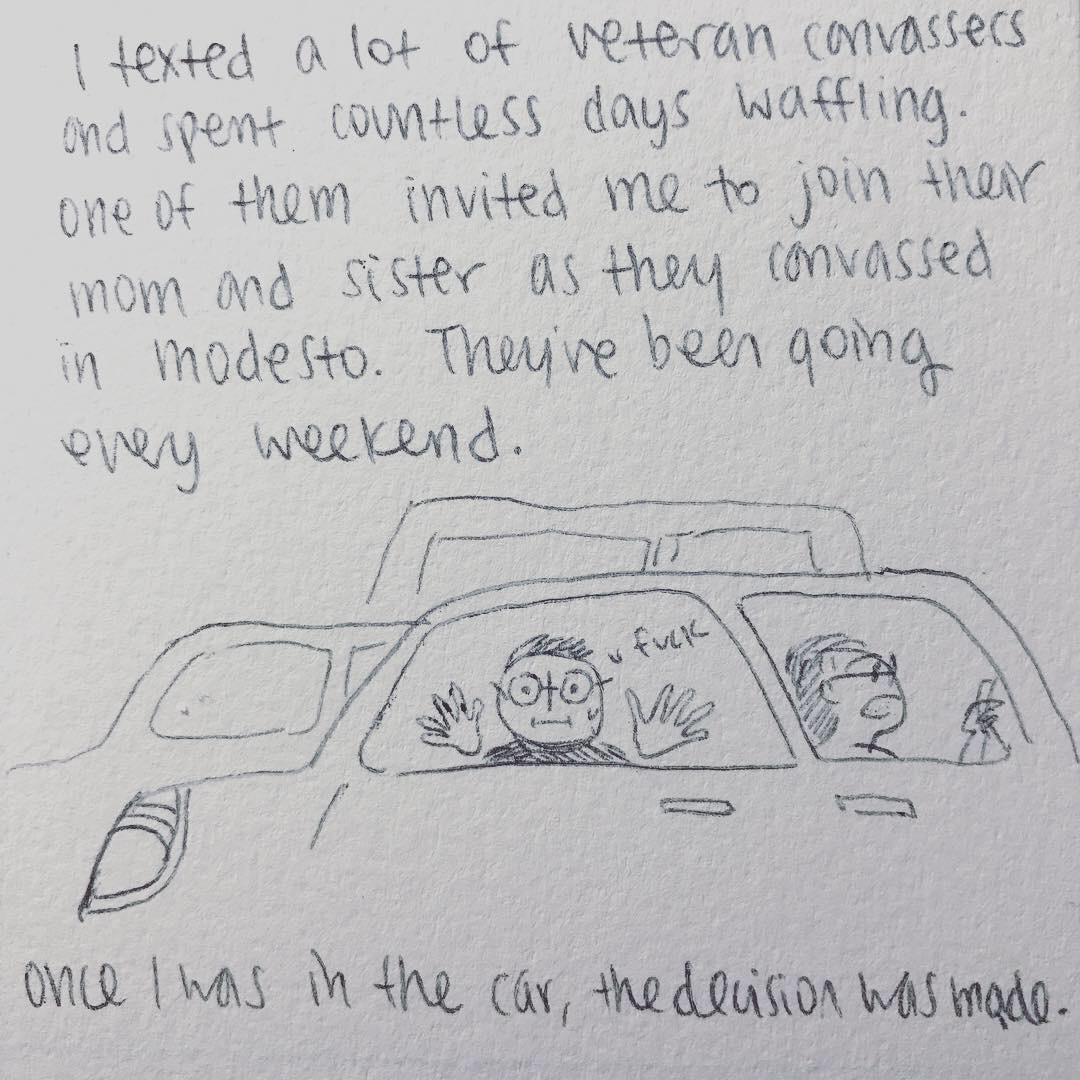 I texted a lot of veteran canvassers
and spent countless days waffling.
one of them invited me to join their
mom and sister as they canvassed
in modesto. They've been going
every weekend.
fuck
once I was in the car, the decision was made.